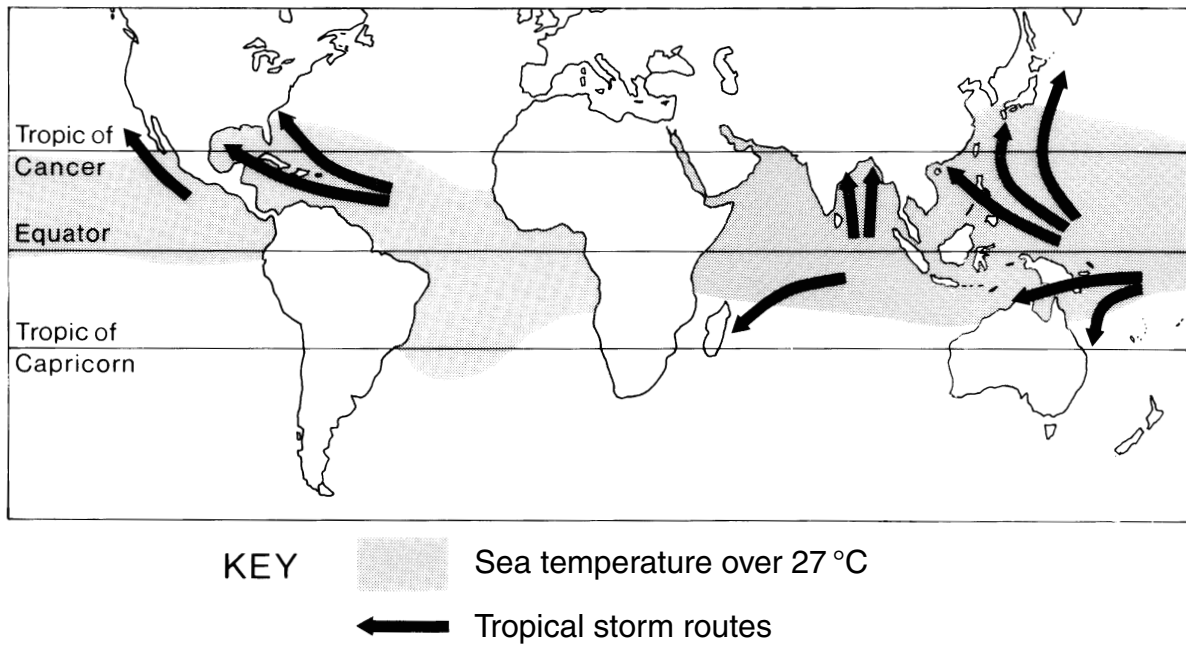 Tropic of
Cancer
Equator
Tropic of
Capricorn
KEY
Sea temperature over 27 °C
Tropical storm routes